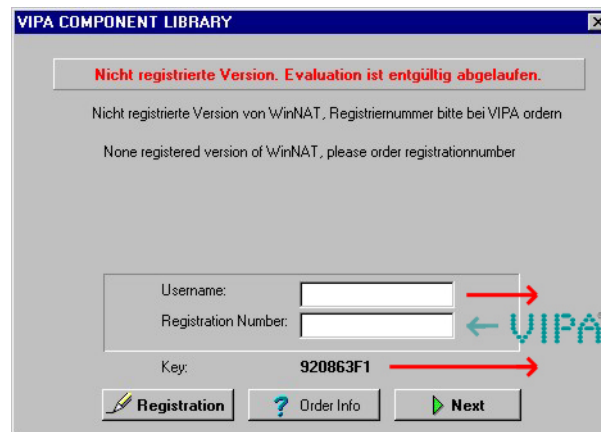 VIPA COMPONENT LIBRARY
Nicht registrierte Version. Evaluation ist entgültig abgelaufen.
Nicht registrierte Version von WinNAT, Registriernummer bitte bei VIPA ordern
None registered version of WinNAT, please order registrationnumber
Username:
Registration Number:
VIPA
Key: 920863F1
Registration Order Info Next